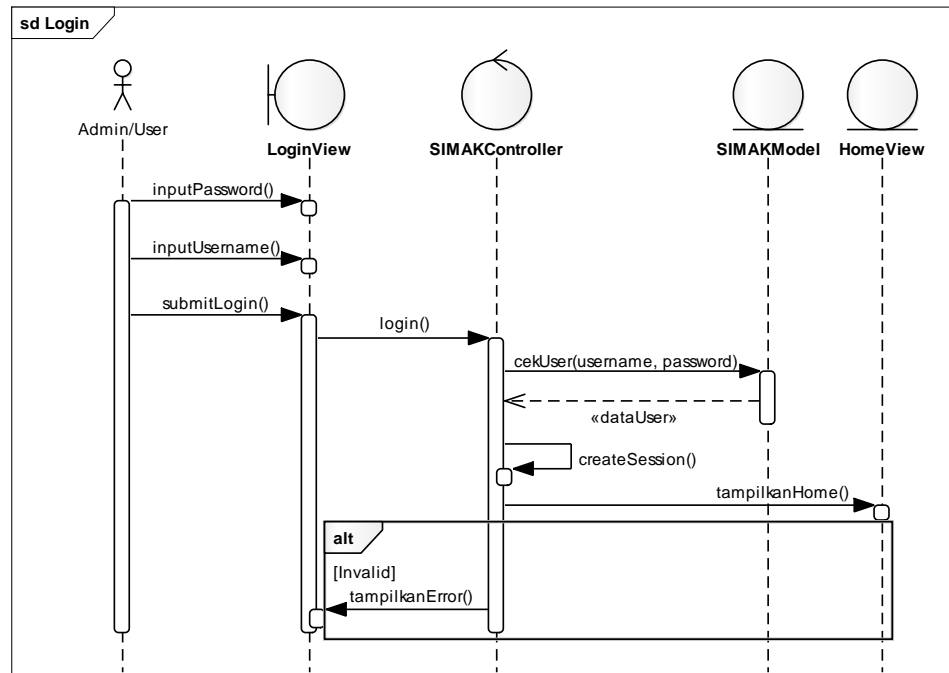 sd Login
Admin/User
LoginView
SIMAKController
SIMAKModel
HomeView
inputPassword()
inputUsername()
submitLogin()
login()
cekUser(username, password)
«dataUser»
createSession()
tampilkanHome()
alt
[Invalid]
tampilkanError()